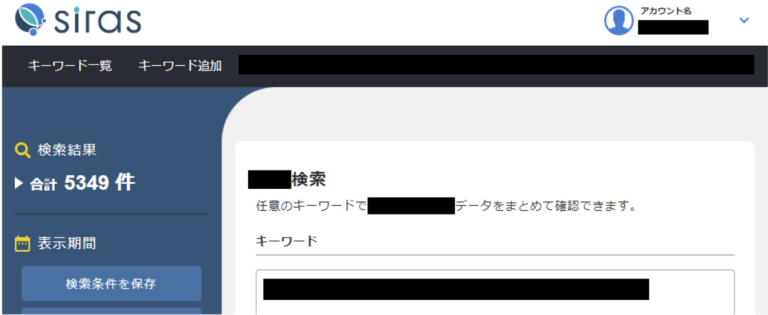 siras
アカウント名
キーワード一覧 キーワード追加
検索結果
合計 5349 件
表示期間
検索条件を保存
検索
任意のキーワードで データをまとめて確認できます。
キーワード